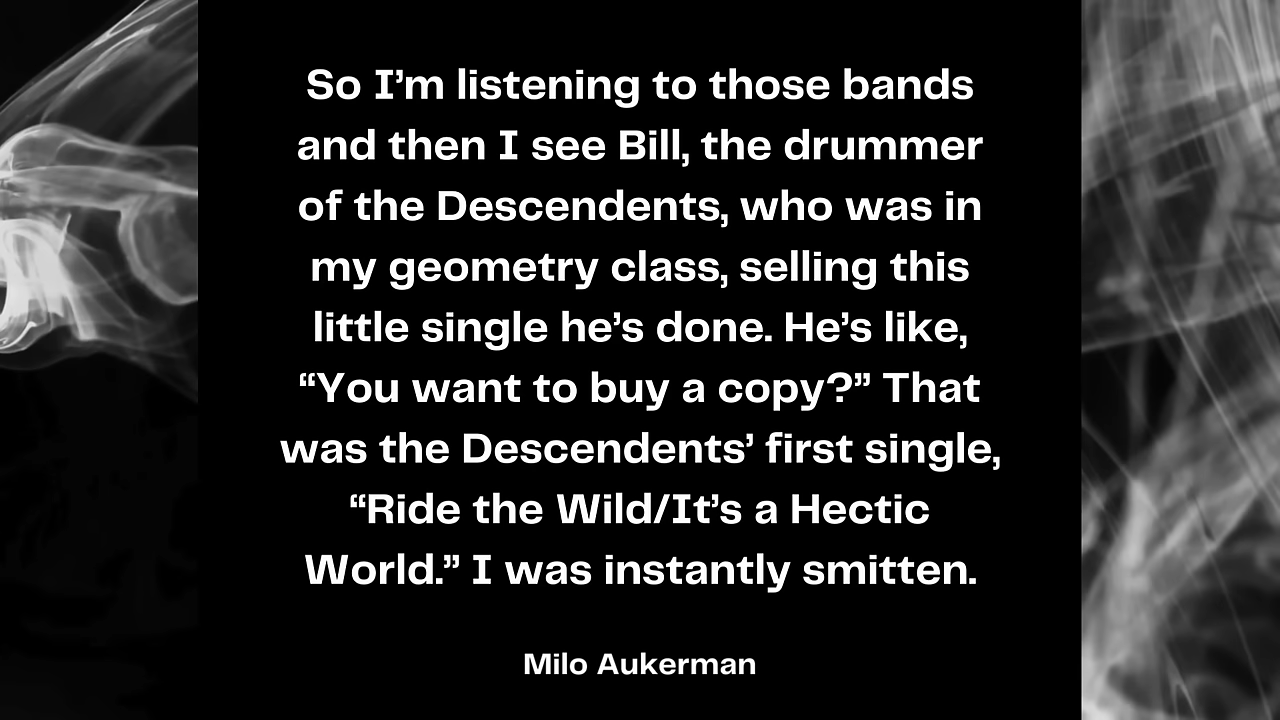 So I’m listening to those bands
and then I see Bill, the drummer
of the Descendents, who was in
my geometry class, selling this
little single he’s done. He’s like,
“You want to buy a copy?” That
was the Descendents’ first single,
“Ride the Wild/It’s a Hectic
World.” I was instantly smitten.
Milo Aukerman